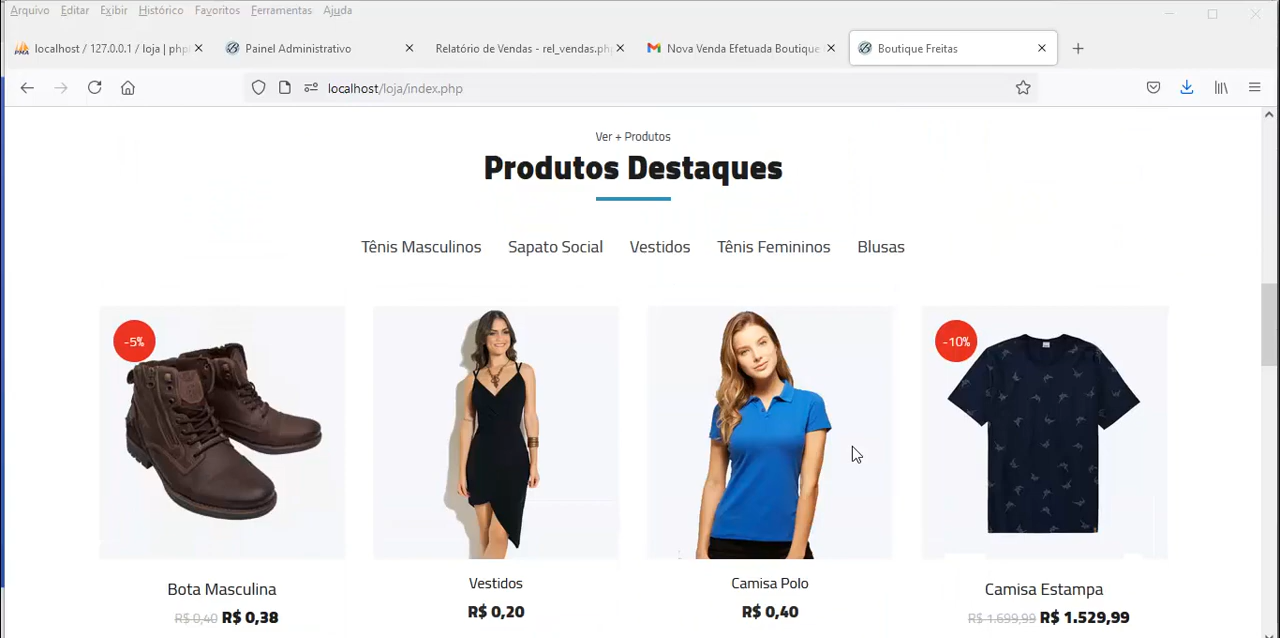 Arquivo Editar Exibir Histórico Favoritos Ferramentas Ajuda
localhost / 127.0.0.1 / loja | php Painel Administrativo Relatório de Vendas - rel_vendas.ph Nova Venda Efetuada Boutique Boutique Freitas
localhost/loja/index.php
Ver + Produtos
Produtos Destaques
Tênis Masculinos Sapato Social Vestidos Tênis Femininos Blusas
-5% -10%
Bota Masculina Vestidos Camisa Polo Camisa Estampa
R$ 0,40 R$ 0,38 R$ 0,20 R$ 0,40 R$ 1.699,99 R$ 1.529,99